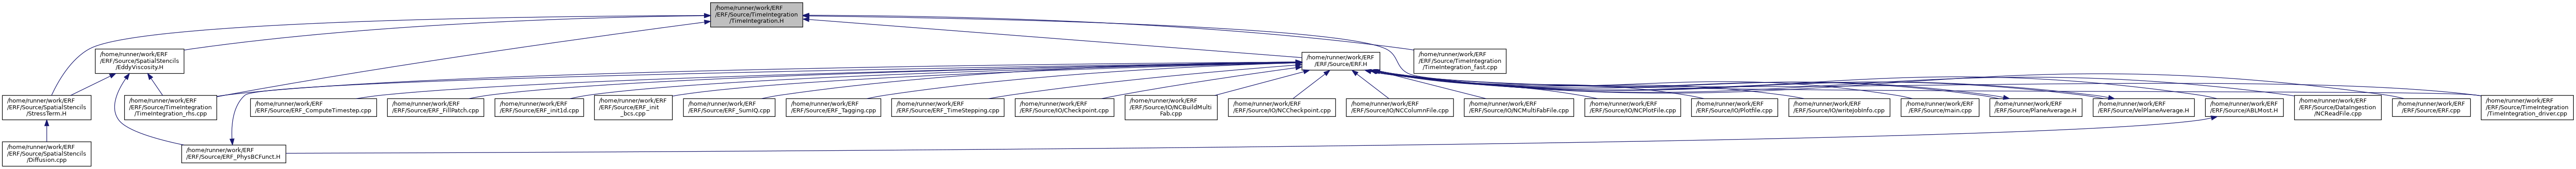 /home/runner/work/ERF
/ERF/Source/TimeIntegration
/TimeIntegration.H
/home/runner/work/ERF
/ERF/Source/SpatialStencils
/EddyViscosity.H
/home/runner/work/ERF
/ERF/Source/ERF.H
/home/runner/work/ERF
/ERF/Source/TimeIntegration
/TimeIntegration_fast.cpp
/home/runner/work/ERF
/ERF/Source/SpatialStencils
/StressTerm.H
/home/runner/work/ERF
/ERF/Source/TimeIntegration
/TimeIntegration_rhs.cpp
/home/runner/work/ERF
/ERF/Source/ERF_ComputeTimestep.cpp
/home/runner/work/ERF
/ERF/Source/ERF_FillPatch.cpp
/home/runner/work/ERF
/ERF/Source/ERF_init1d.cpp
/home/runner/work/ERF
/ERF/Source/ERF_init
_bcs.cpp
/home/runner/work/ERF
/ERF/Source/ERF_SumIQ.cpp
/home/runner/work/ERF
/ERF/Source/ERF_Tagging.cpp
/home/runner/work/ERF
/ERF/Source/ERF_TimeStepping.cpp
/home/runner/work/ERF
/ERF/Source/IO/Checkpoint.cpp
/home/runner/work/ERF
/ERF/Source/IO/NCBuildMulti
Fab.cpp
/home/runner/work/ERF
/ERF/Source/IO/NCCheckpoint.cpp
/home/runner/work/ERF
/ERF/Source/IO/NCColumnFile.cpp
/home/runner/work/ERF
/ERF/Source/IO/NCMultiFabFile.cpp
/home/runner/work/ERF
/ERF/Source/IO/NCPlotFile.cpp
/home/runner/work/ERF
/ERF/Source/IO/Plotfile.cpp
/home/runner/work/ERF
/ERF/Source/IO/writeJobInfo.cpp
/home/runner/work/ERF
/ERF/Source/main.cpp
/home/runner/work/ERF
/ERF/Source/PlaneAverage.H
/home/runner/work/ERF
/ERF/Source/VelPlaneAverage.H
/home/runner/work/ERF
/ERF/Source/ABLMost.H
/home/runner/work/ERF
/ERF/Source/DataIngestion
/NCReadFile.cpp
/home/runner/work/ERF
/ERF/Source/ERF.cpp
/home/runner/work/ERF
/ERF/Source/TimeIntegration
/TimeIntegration_driver.cpp
/home/runner/work/ERF
/ERF/Source/SpatialStencils
/Diffusion.cpp
/home/runner/work/ERF
/ERF/Source/ERF_PhysBCFunct.H